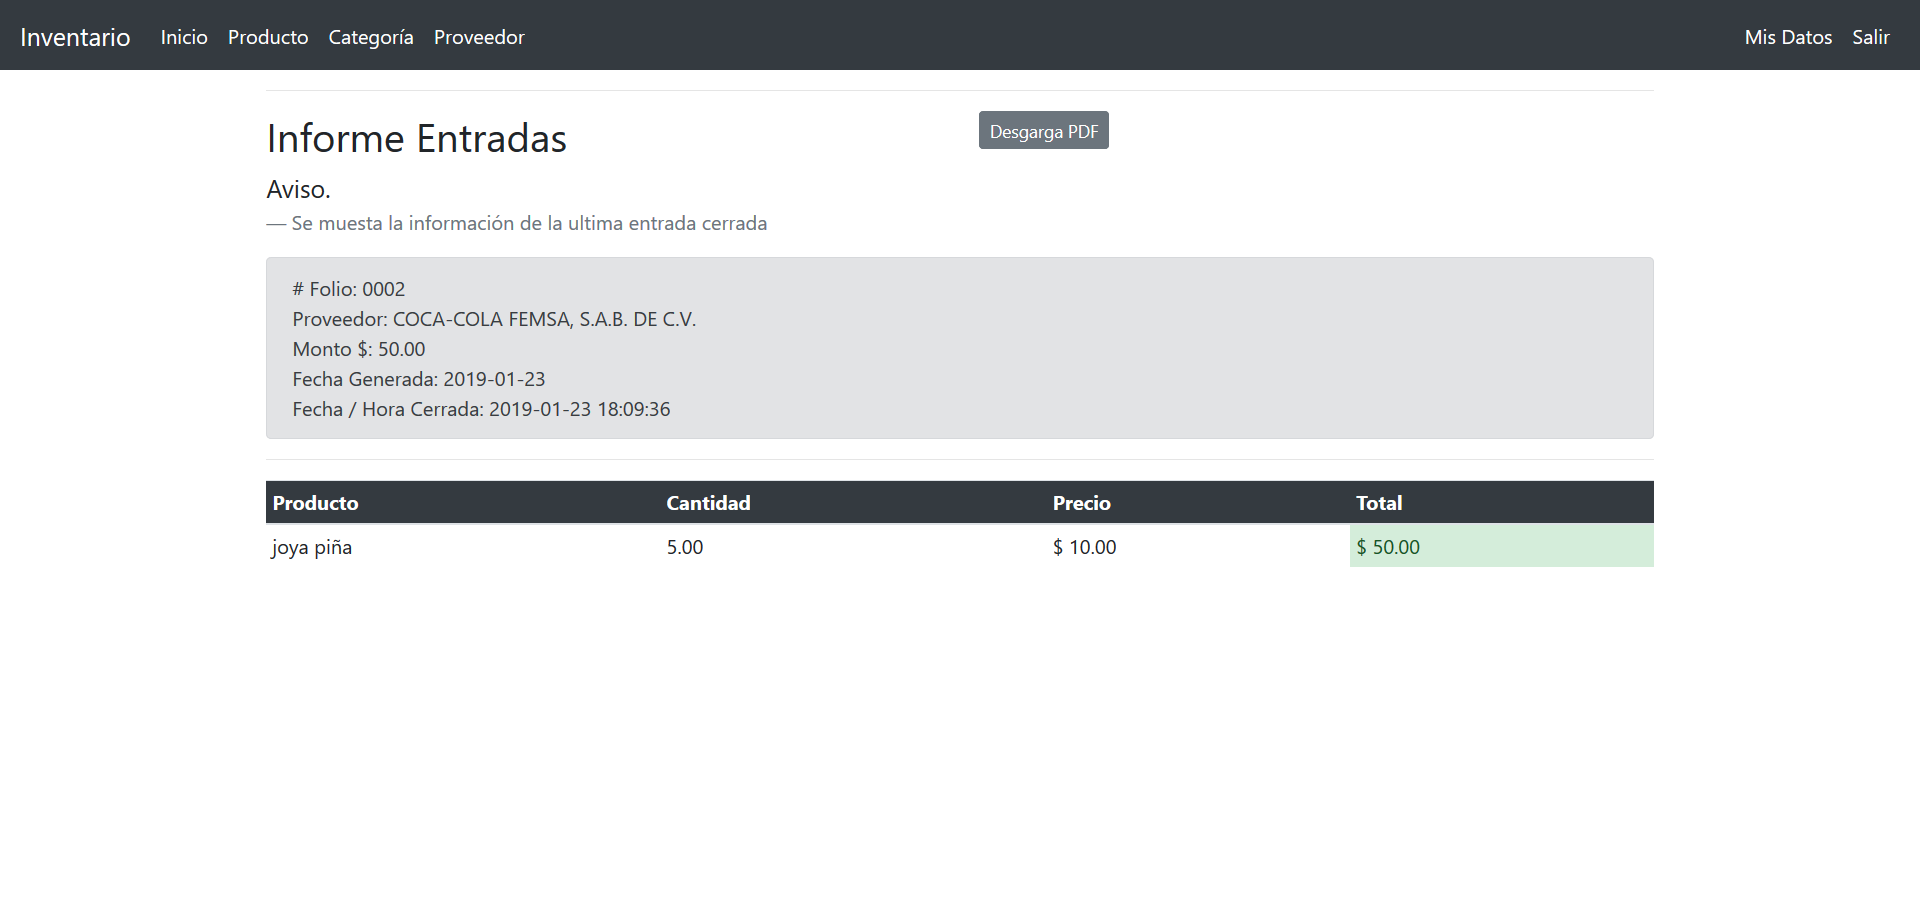 Inventario Inicio Producto Categoría Proveedor Mis Datos Salir
Informe Entradas
Desgarga PDF
Aviso.
— Se muesta la información de la ultima entrada cerrada
# Folio: 0002
Proveedor: COCA-COLA FEMSA, S.A.B. DE C.V.
Monto $: 50.00
Fecha Generada: 2019-01-23
Fecha / Hora Cerrada: 2019-01-23 18:09:36
Producto Cantidad Precio Total
joya piña 5.00 $ 10.00 $ 50.00